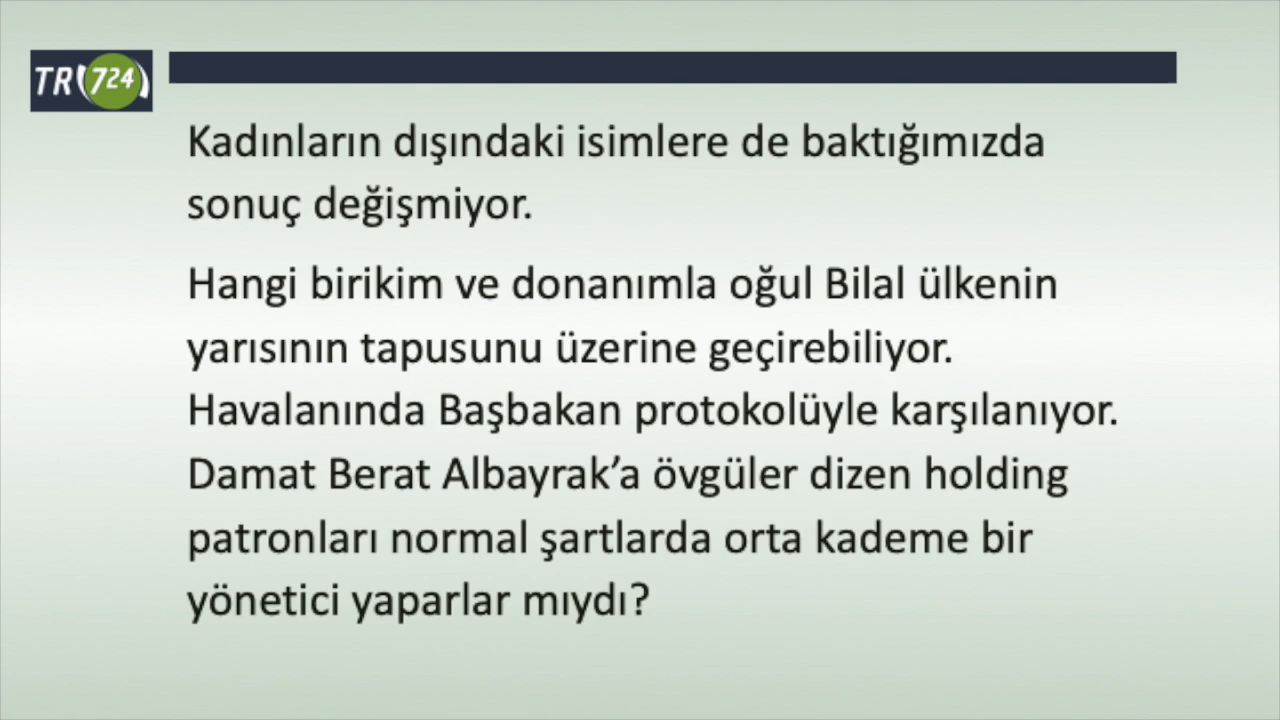 TR724
Kadınların dışındaki isimlere de baktığımızda
sonuç değişmiyor.
Hangi birikim ve donanımla oğul Bilal ülkenin
yarısının tapusunu üzerine geçirebiliyor.
Havalanında Başbakan protokolüyle karşılanıyor.
Damat Berat Albayrak’a övgüler dizen holding
patronları normal şartlarda orta kademe bir
yönetici yaparlar mıydı?